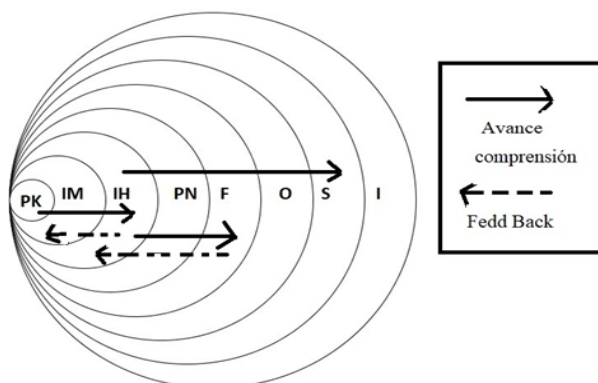 PK IM IH PN F O S I
Avance
comprensión
Fedd Back